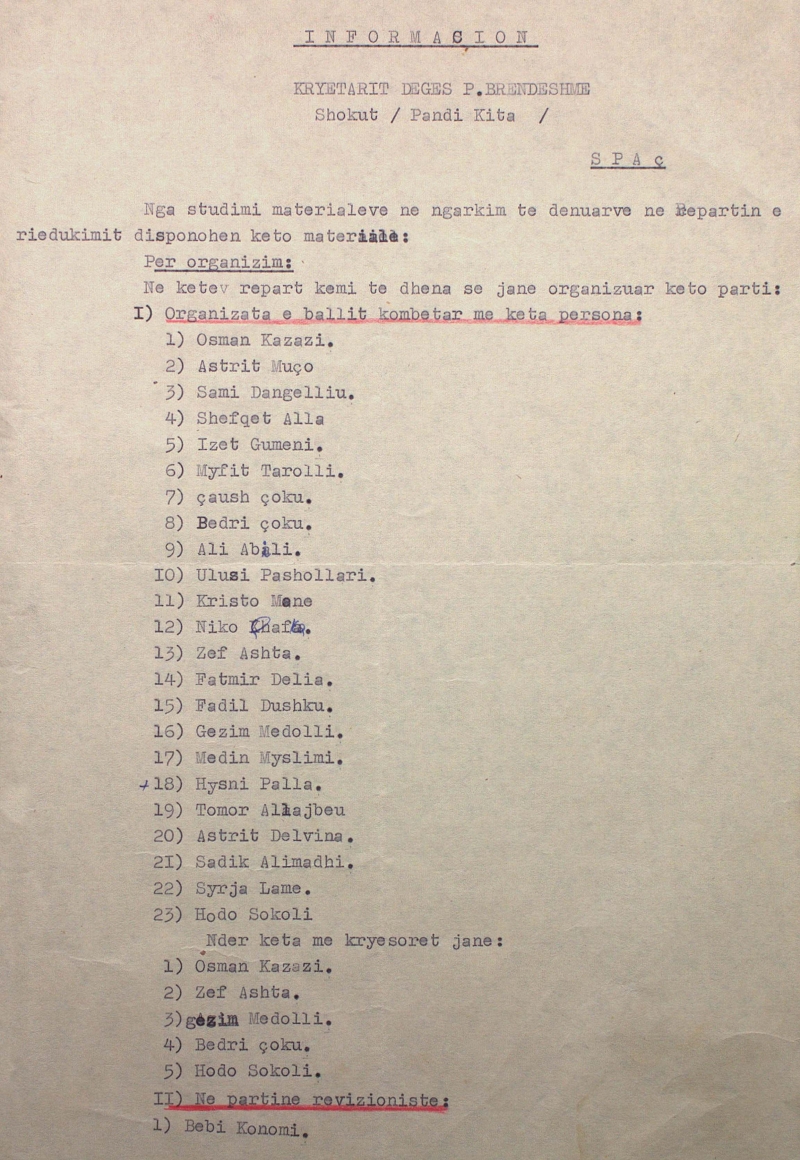 I N F O R M A C I O N
KRYETARIT DEGES P.BRENDESHME
Shokut / Pandi Kita /
S P A ç
Nga studimi materialeve ne ngarkim te denuarve ne Repartin e
riedukimit disponohen keto materiale:
Per organizim:
Ne ketev repart kemi te dhena se jane organizuar keto parti:
I) Organizata e ballit kombetar me keta persona:
1) Osman Kazazi.
2) Astrit Muço
3) Sami Dangelliu.
4) Shefqet Alla
5) Izet Gumeni.
6) Myfit Tarolli.
7) çaush çoku.
8) Bedri çoku.
9) Ali Abili.
IO) Ulusi Pashollari.
11) Kristo Mane
12) Niko
13) Zef Ashta.
14) Fatmir Delia.
15) Fadil Dushku.
16) Gezim Medolli.
17) Medin Myslimi.
18) Hysni Palla.
19) Tomor Allajbeu
20) Astrit Delvina.
2I) Sadik Alimadhi.
22) Syrja Lame.
23) Hodo Sokoli
Nder keta me kryesoret jane:
1) Osman Kazazi.
2) Zef Ashta.
3)gezim Medolli.
4) Bedri çoku.
5) Hodo Sokoli.
II) Ne partine revizioniste:
1) Bebi Konomi.